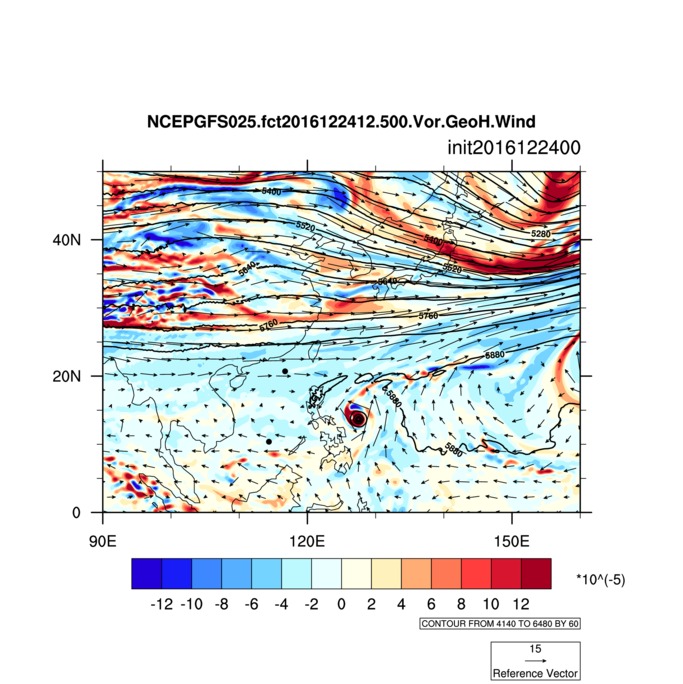 NCEPGFS025.fct2016122412.500.Vor.GeoH.Wind
init2016122400
5400
5280
5520
5400
5520
5640
5640
5760
5760
5880
5880
5880
40N
20N
0
90E 120E 150E
-12 -10 -8 -6 -4 -2 0 2 4 6 8 10 12
*10^(-5)
CONTOUR FROM 4140 TO 6480 BY 60
15
Reference Vector